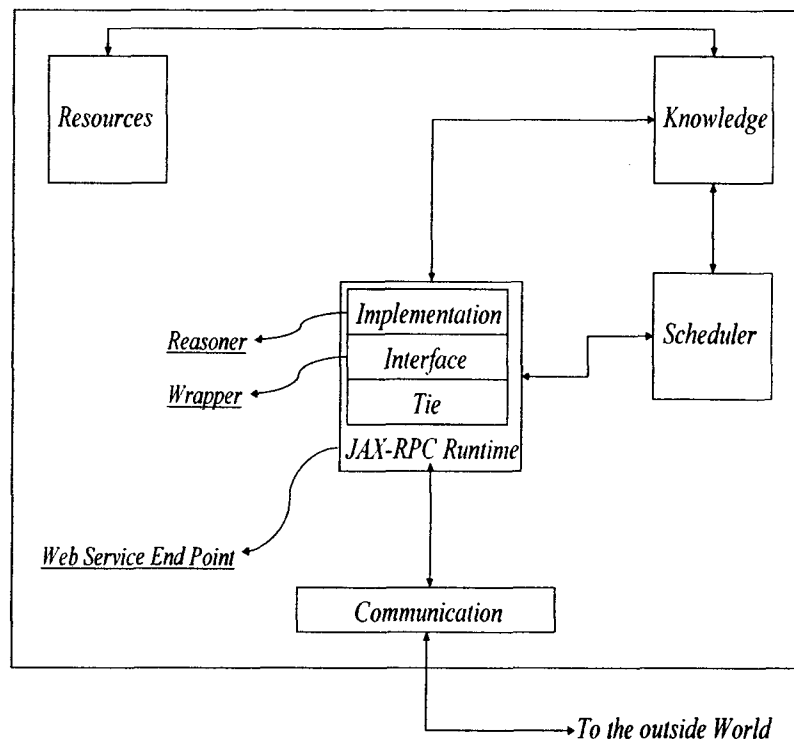 Resources
Knowledge
Implementation
Reasoner
Scheduler
Interface
Wrapper
Tie
JAX-RPC Runtime
Web Service End Point
Communication
To the outside World